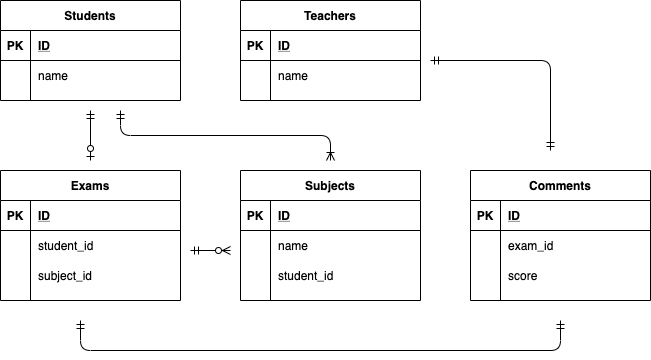 Students
PK ID
name
Teachers
PK ID
name
Exams
PK ID
student_id
subject_id
Subjects
PK ID
name
student_id
Comments
PK ID
exam_id
score